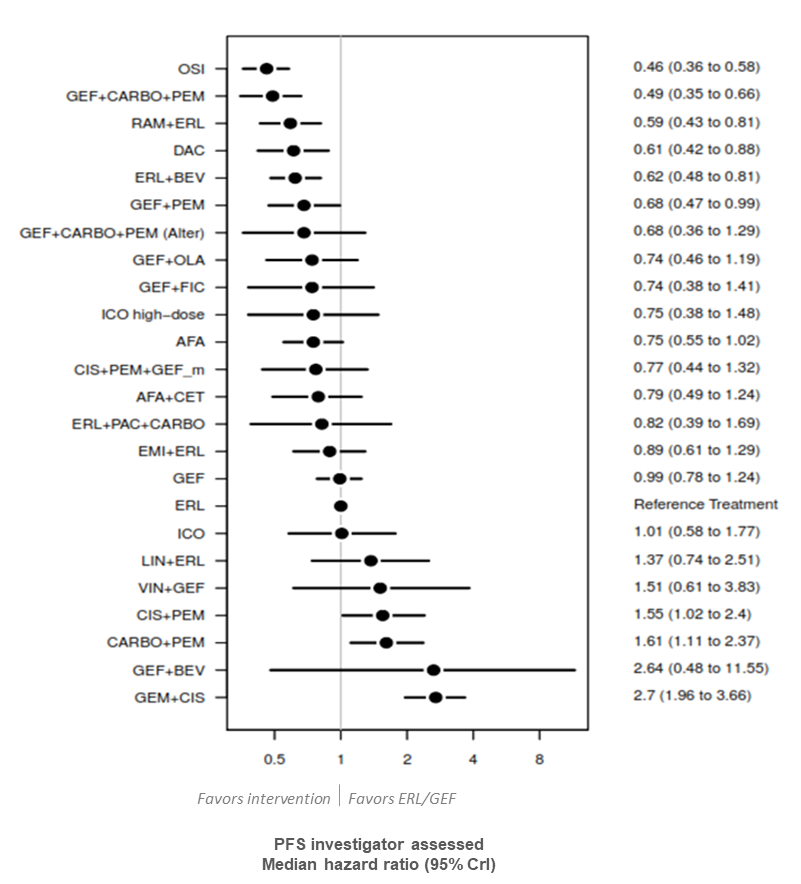 OSI 0.46 (0.36 to 0.58)
GEF+CARBO+PEM 0.49 (0.35 to 0.66)
RAM+ERL 0.59 (0.43 to 0.81)
DAC 0.61 (0.42 to 0.88)
ERL+BEV 0.62 (0.48 to 0.81)
GEF+PEM 0.68 (0.47 to 0.99)
GEF+CARBO+PEM (Alter) 0.68 (0.36 to 1.29)
GEF+OLA 0.74 (0.46 to 1.19)
GEF+FIC 0.74 (0.38 to 1.41)
ICO high−dose 0.75 (0.38 to 1.48)
AFA 0.75 (0.55 to 1.02)
CIS+PEM+GEF_m 0.77 (0.44 to 1.32)
AFA+CET 0.79 (0.49 to 1.24)
ERL+PAC+CARBO 0.82 (0.39 to 1.69)
EMI+ERL 0.89 (0.61 to 1.29)
GEF 0.99 (0.78 to 1.24)
ERL Reference Treatment
ICO 1.01 (0.58 to 1.77)
LIN+ERL 1.37 (0.74 to 2.51)
VIN+GEF 1.51 (0.61 to 3.83)
CIS+PEM 1.55 (1.02 to 2.4)
CARBO+PEM 1.61 (1.11 to 2.37)
GEF+BEV 2.64 (0.48 to 11.55)
GEM+CIS 2.7 (1.96 to 3.66)
0.5 1 2 4 8
Favors intervention Favors ERL/GEF
PFS investigator assessed
Median hazard ratio (95% CrI)